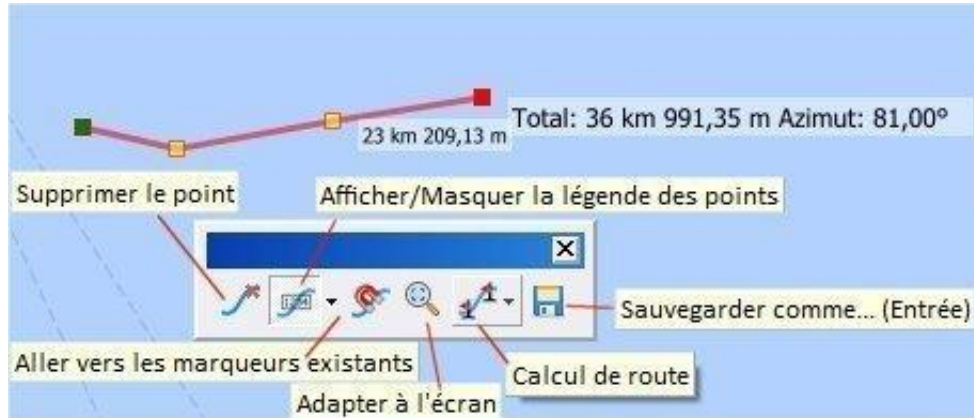 Total: 36 km 991,35 m Azimut: 81,00°
23 km 209,13 m
Supprimer le point
Afficher/Masquer la légende des points
Sauvegarder comme... (Entrée)
Aller vers les marqueurs existants
Calcul de route
Adapter à l'écran